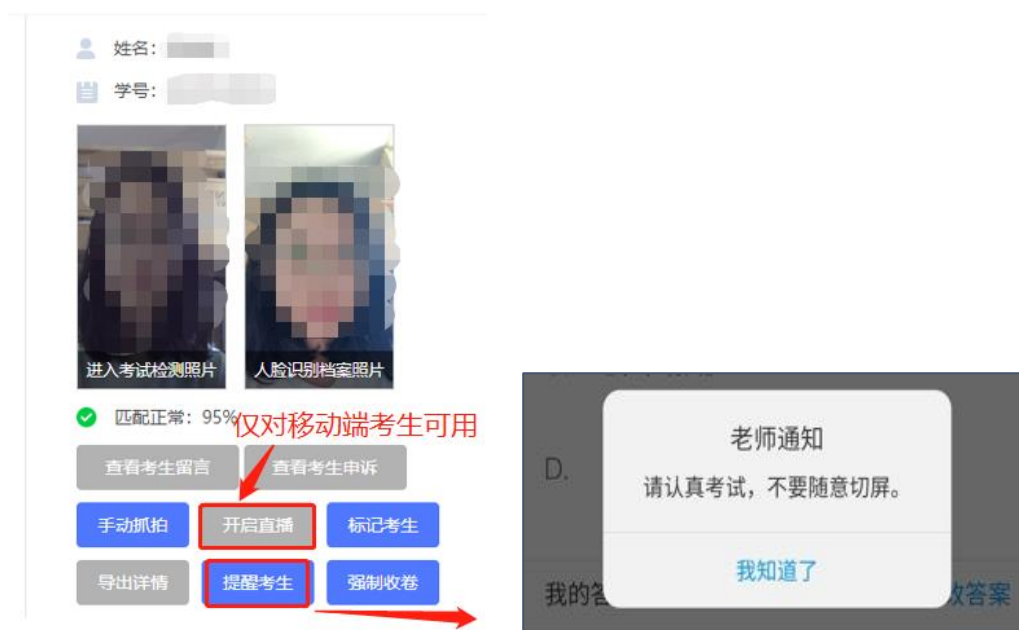 姓名：
学号：
进入考试检测照片
人脸识别档案照片
匹配正常：95%
仅对移动端考生可用
查看考生留言
查看考生申诉
手动抓拍
开启直播
标记考生
导出详情
提醒考生
强制收卷
老师通知
D.
请认真考试，不要随意切屏。
我知道了
我的答
改答案